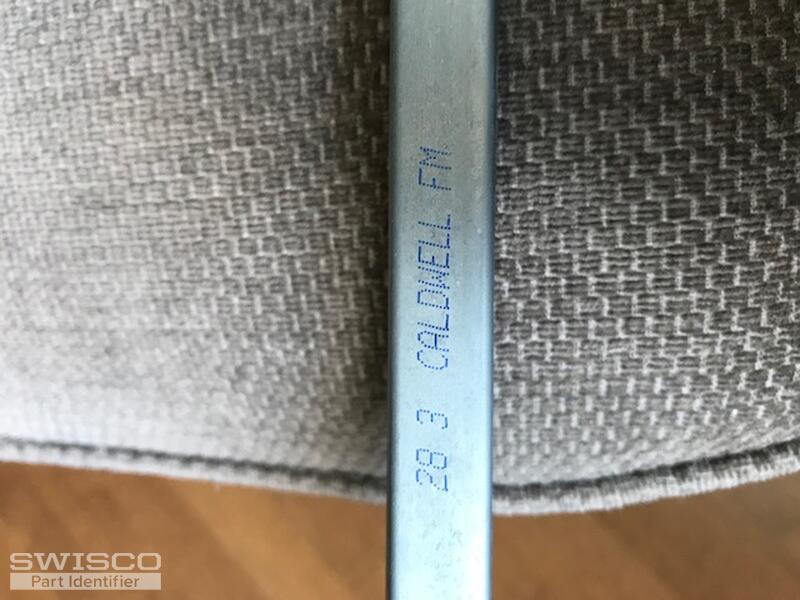 28 3 CALDWELL FM
SWISCO
Part Identifier